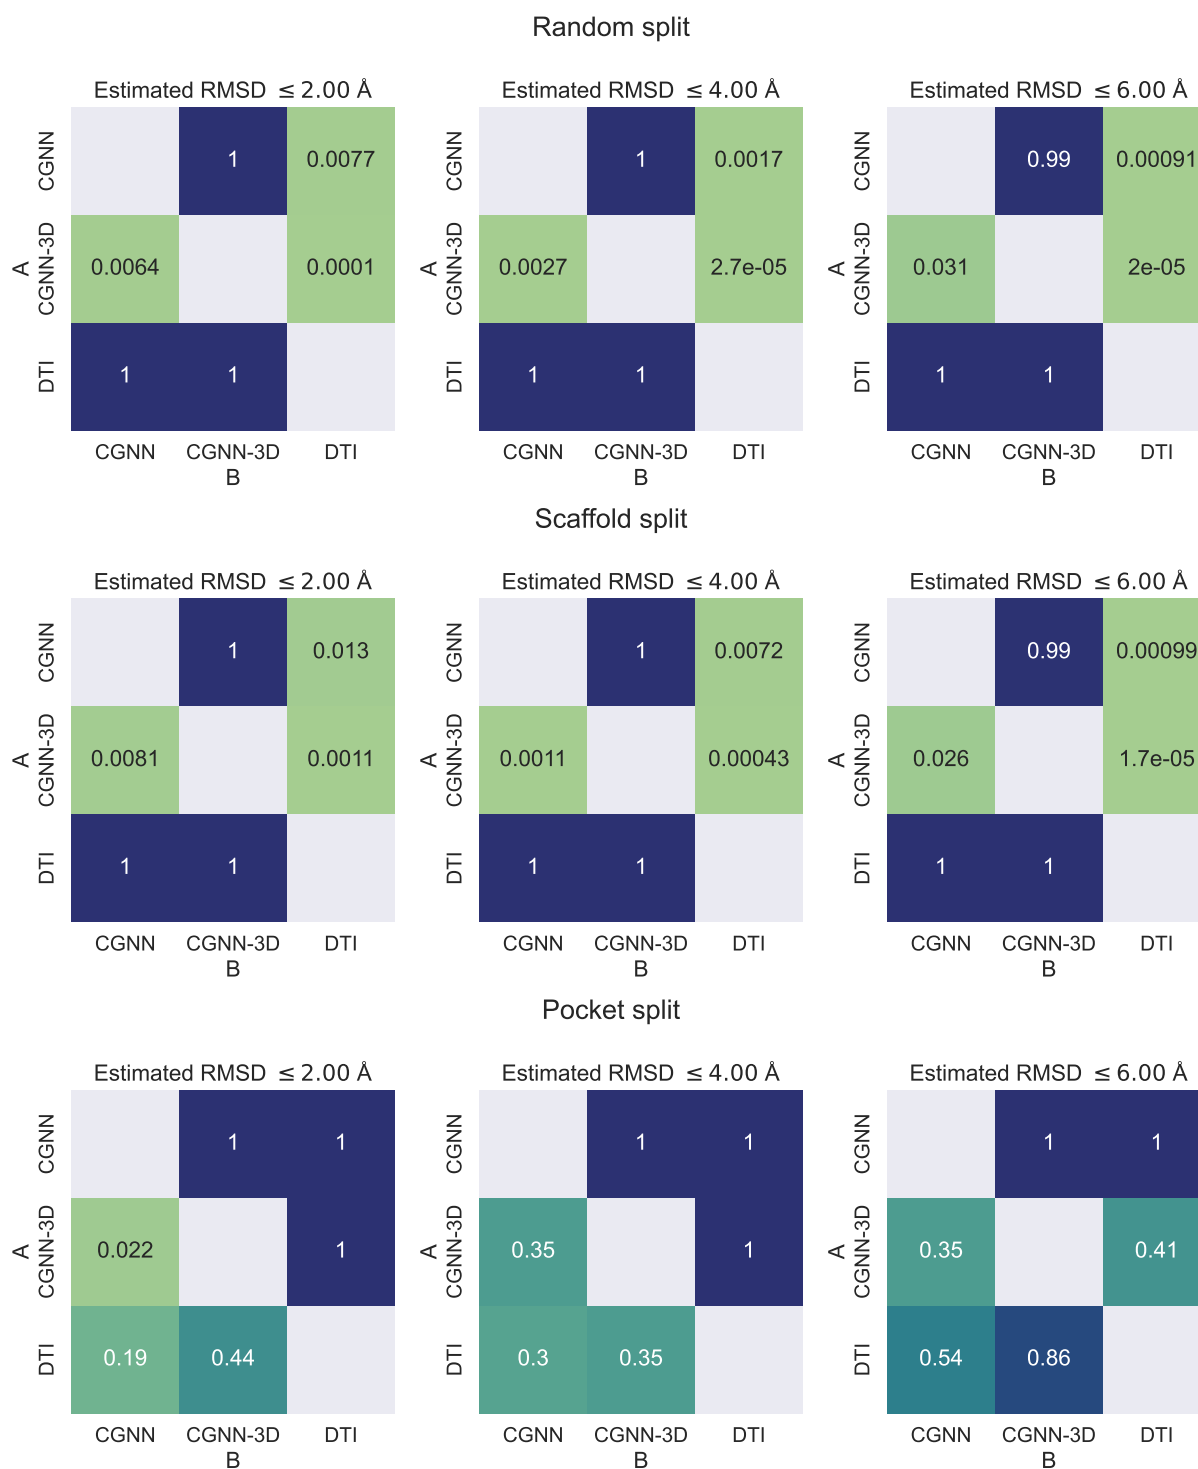 Random split
Estimated RMSD ≤ 2.00 Å
Estimated RMSD ≤ 4.00 Å
Estimated RMSD ≤ 6.00 Å
CGNN
1
0.0077
CGNN
1
0.0017
CGNN
0.99
0.00091
A
CGNN-3D
0.0064
0.0001
A
CGNN-3D
0.0027
2.7e-05
A
CGNN-3D
0.031
2e-05
DTI
1
1
DTI
1
1
DTI
1
1
CGNN
CGNN-3D
DTI
CGNN
CGNN-3D
DTI
CGNN
CGNN-3D
DTI
B
B
B
Scaffold split
Estimated RMSD ≤ 2.00 Å
Estimated RMSD ≤ 4.00 Å
Estimated RMSD ≤ 6.00 Å
CGNN
1
0.013
CGNN
1
0.0072
CGNN
0.99
0.00099
A
CGNN-3D
0.0081
0.0011
A
CGNN-3D
0.0011
0.00043
A
CGNN-3D
0.026
1.7e-05
DTI
1
1
DTI
1
1
DTI
1
1
CGNN
CGNN-3D
DTI
CGNN
CGNN-3D
DTI
CGNN
CGNN-3D
DTI
B
B
B
Pocket split
Estimated RMSD ≤ 2.00 Å
Estimated RMSD ≤ 4.00 Å
Estimated RMSD ≤ 6.00 Å
CGNN
1
1
CGNN
1
1
CGNN
1
1
A
CGNN-3D
0.022
1
A
CGNN-3D
0.35
1
A
CGNN-3D
0.35
0.41
DTI
0.19
0.44
DTI
0.3
0.35
DTI
0.54
0.86
CGNN
CGNN-3D
DTI
CGNN
CGNN-3D
DTI
CGNN
CGNN-3D
DTI
B
B
B